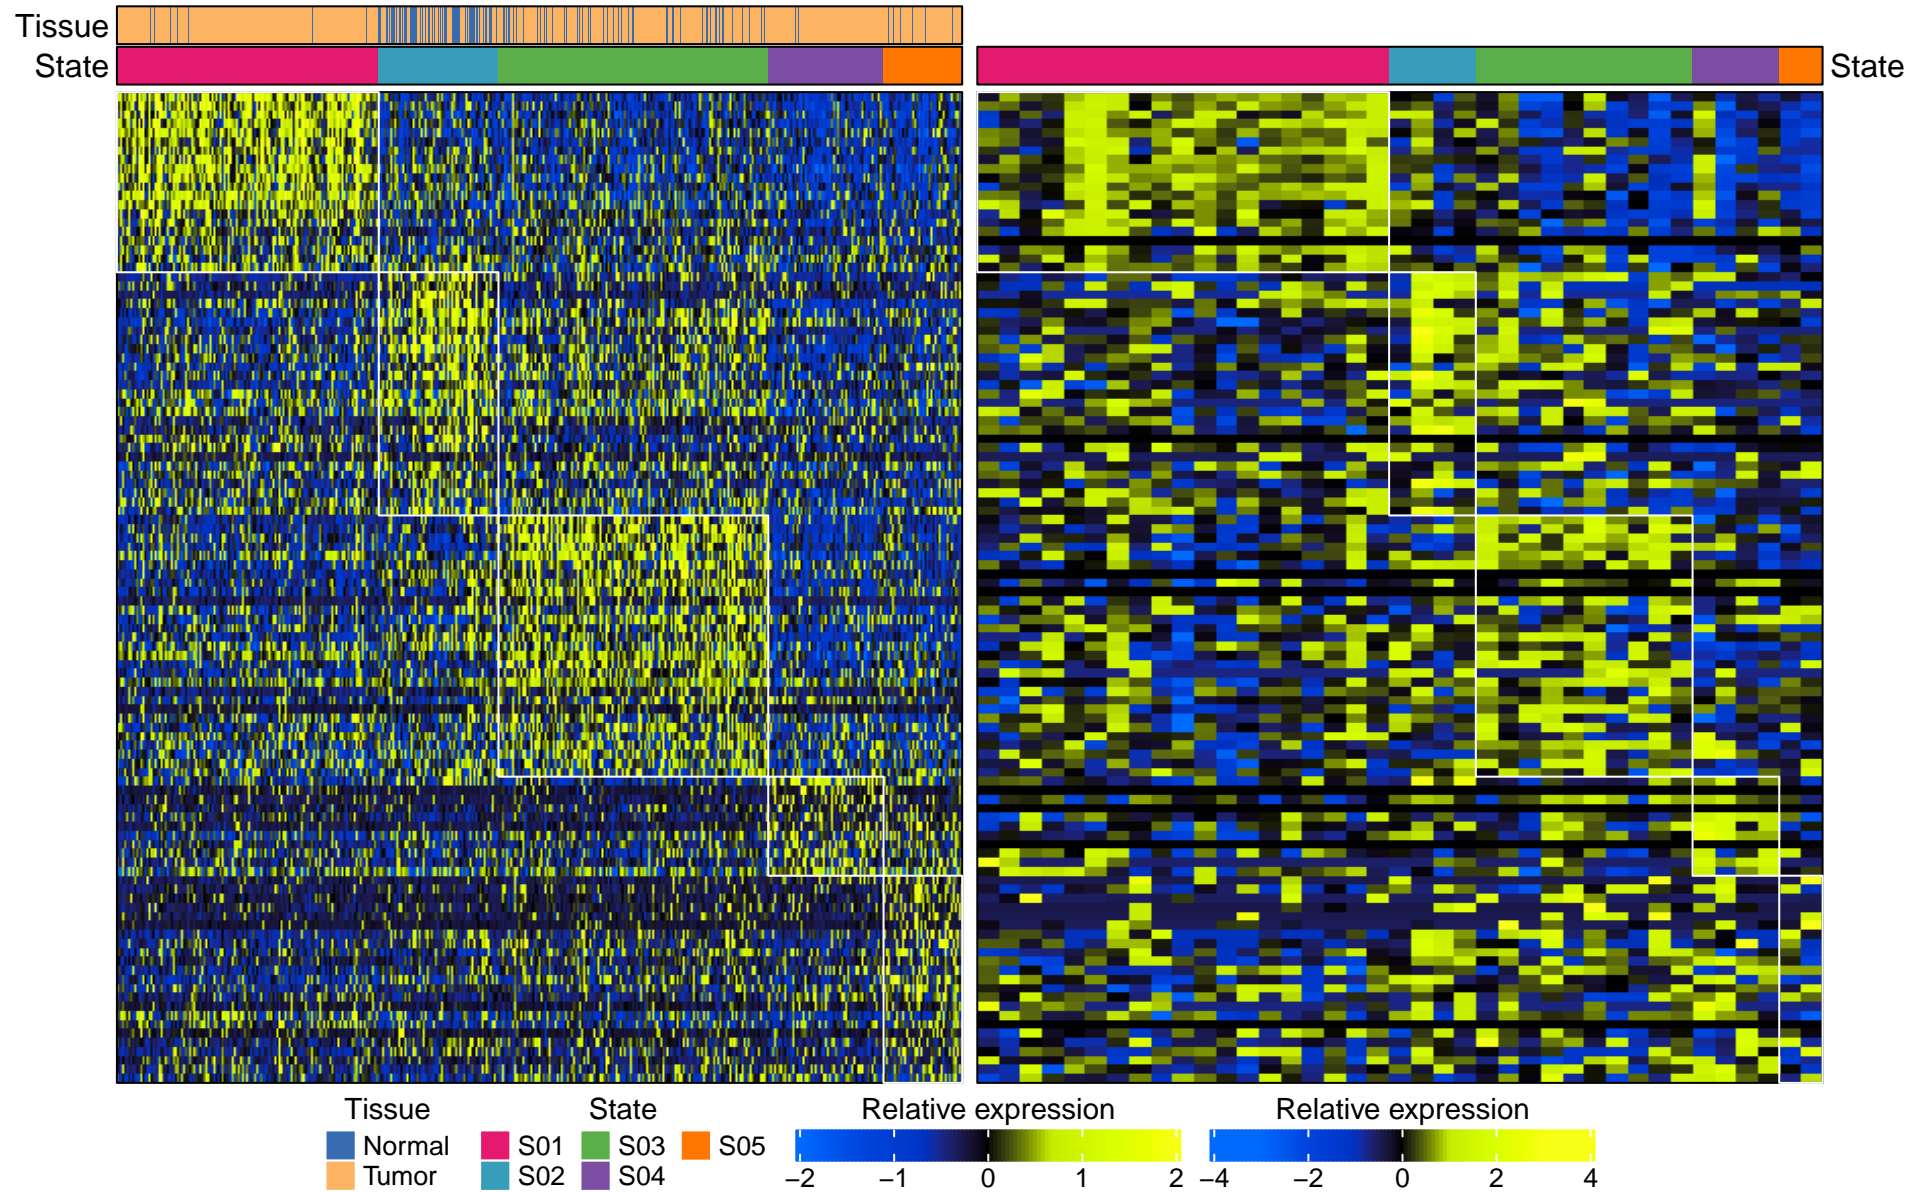 Tissue
State
State
Tissue State Relative expression Relative expression
Normal S01 S03 S05
Tumor S02 S04
−2 −1 0 1 2 −4 −2 0 2 4